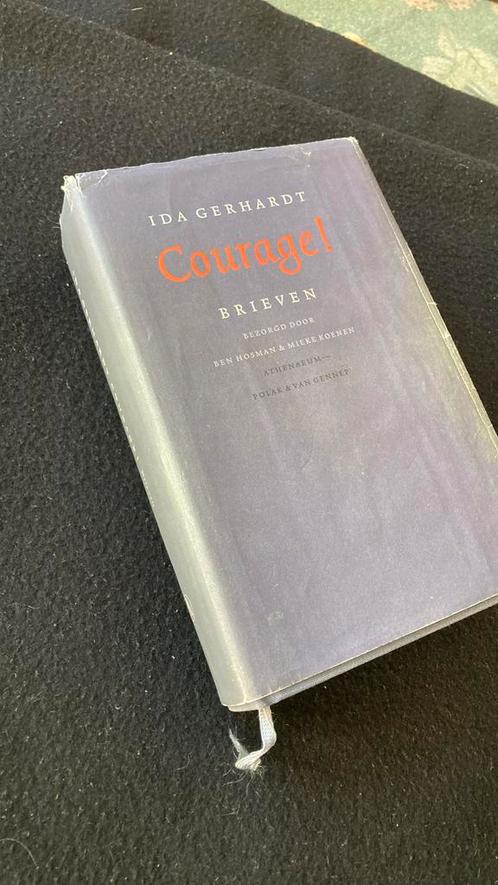 IDA GERHARDT
Courage!
BRIEVEN
BEZORGD DOOR
BEN HOSMAN & MIEKE KOENEN
ATHENAEUM—
POLAK & VAN GENNEP